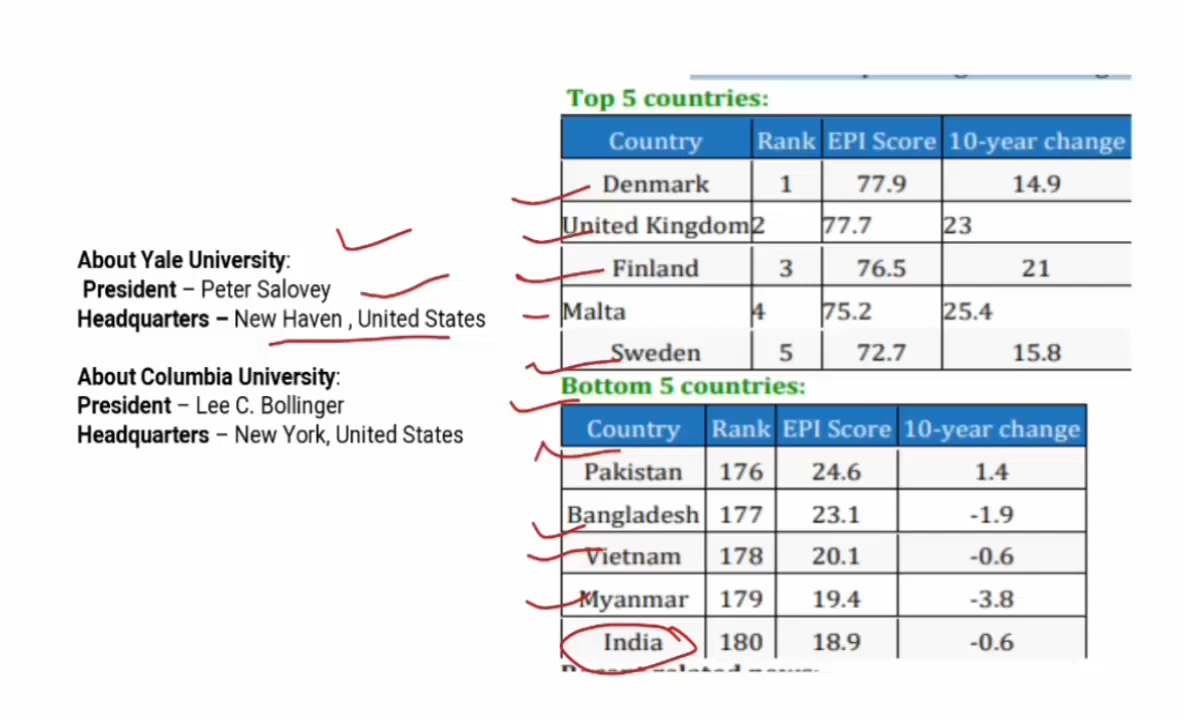 About Yale University:
President – Peter Salovey
Headquarters – New Haven , United States
About Columbia University:
President – Lee C. Bollinger
Headquarters – New York, United States
Top 5 countries:
Country Rank EPI Score 10-year change
Denmark 1 77.9 14.9
United Kingdom 2 77.7 23
Finland 3 76.5 21
Malta 4 75.2 25.4
Sweden 5 72.7 15.8
Bottom 5 countries:
Country Rank EPI Score 10-year change
Pakistan 176 24.6 1.4
Bangladesh 177 23.1 -1.9
Vietnam 178 20.1 -0.6
Myanmar 179 19.4 -3.8
India 180 18.9 -0.6